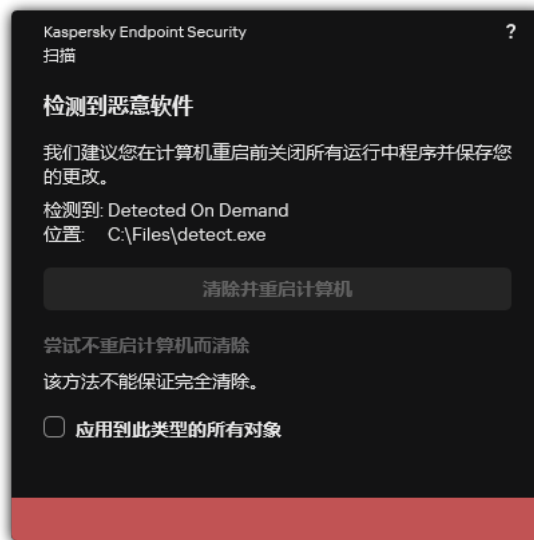 Kaspersky Endpoint Security
?
扫描
检测到恶意软件
我们建议您在计算机重启前关闭所有运行中程序并保存您
的更改。
检测到: Detected On Demand
位置: C:\Files\detect.exe
清除并重启计算机
尝试不重启计算机而清除
该方法不能保证完全清除。
应用到此类型的所有对象